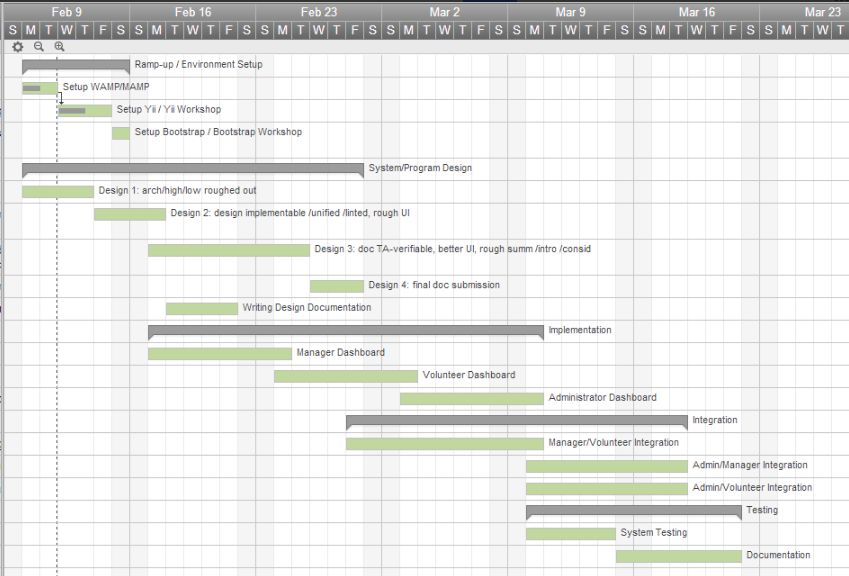 Feb 9 Feb 16 Feb 23 Mar 2 Mar 9 Mar 16 Mar 23
S M T W T F S S M T W T F S S M T W T F S S M T W T F S S M T W T F S S M T W T F S S M T W T
Ramp-up / Environment Setup
Setup WAMP/MAMP
Setup Yii / Yii Workshop
Setup Bootstrap / Bootstrap Workshop
System/Program Design
Design 1: arch/high/low roughed out
Design 2: design implementable /unified /linted, rough UI
Design 3: doc TA-verifiable, better UI, rough summ /intro /consid
Design 4: final doc submission
Writing Design Documentation
Implementation
Manager Dashboard
Volunteer Dashboard
Administrator Dashboard
Integration
Manager/Volunteer Integration
Admin/Manager Integration
Admin/Volunteer Integration
Testing
System Testing
Documentation